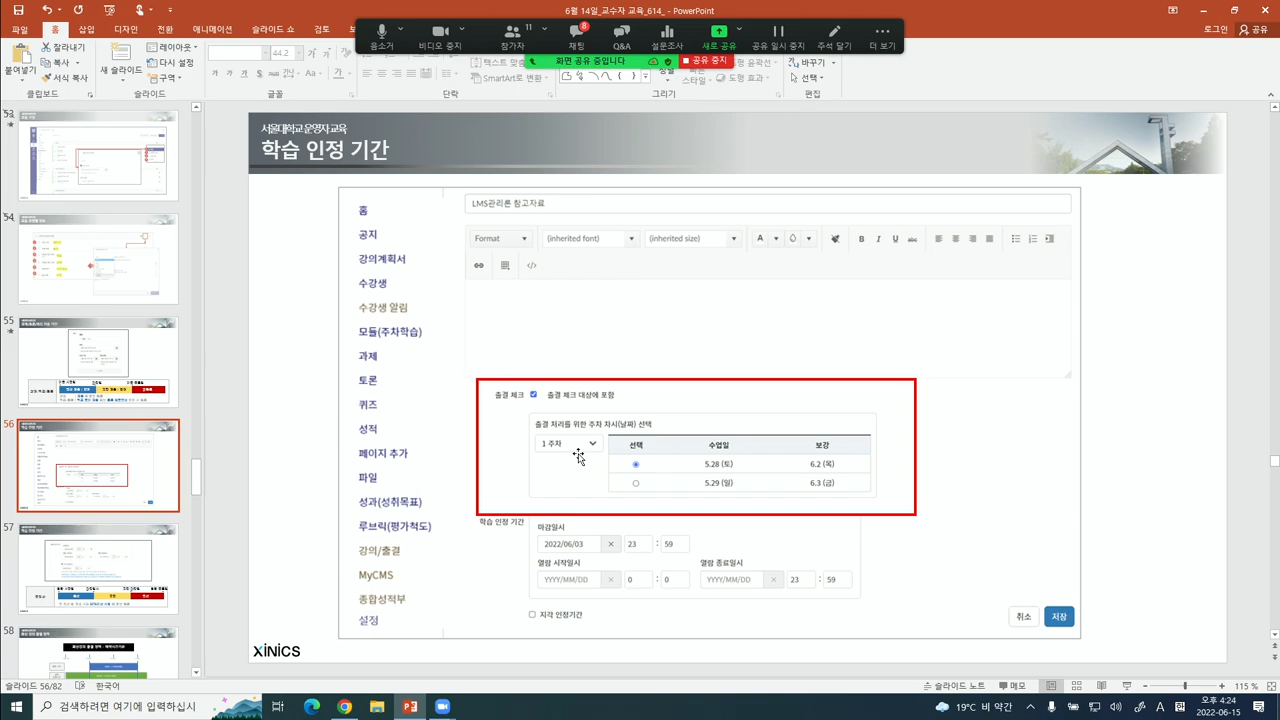 6월 14일_교수자 교육_614_ - PowerPoint
로그인
공유
파일
홈
삽입
디자인
전환
애니메이션
슬라이드 쇼
검토
음소거
비디오 중지
참가자
11
채팅
8
Q&A
설문조사
새로 공유
공유 일시 중지
주석 달기
더 보기
화면 공유 중입니다
공유 중지
붙여넣기
잘라내기
복사
서식 복사
클립보드
새 슬라이드
레이아웃
다시 설정
구역
슬라이드
44.2
글꼴
단락
텍스트 맞춤
SmartArt로 변환
도형 효과
그리기
바꾸기
선택
편집
53
54
55
56
57
58
서울대학교 운영자 교육
학습 인정 기간
홈
공지
강의계획서
수강생
수강생 알림
모듈(주차학습)
과제
토론
퀴즈
성적
페이지 추가
파일
성과(성취목표)
루브릭(평가척도)
강의/출결
MyCMS
종합성적부
설정
LMS관리론 참고자료
Format
(inherited font)
(inherited size)
출결 체크
출결 체크 대상에 포함
출결 처리를 위한 주차 차시(날짜) 선택
1 주차
선택 수업일 보강
5.28 (토) 6.2 (목)
5.29 (일) 6.3 (금)
학습 인정 기간
마감일시
2022/06/03 × 23 : 59
열람 시작일시 열람 종료일시
YYYY/MM/DD × 0 : 0 YYYY/MM/DD × 23 : 59
지각 인정기간
취소
저장
XINICS
슬라이드 56/82
한국어
슬라이드 노트
메모
115 %
검색하려면 여기에 입력하십시
19°C 비 약간
A
한
오후 4:24
2022-06-15